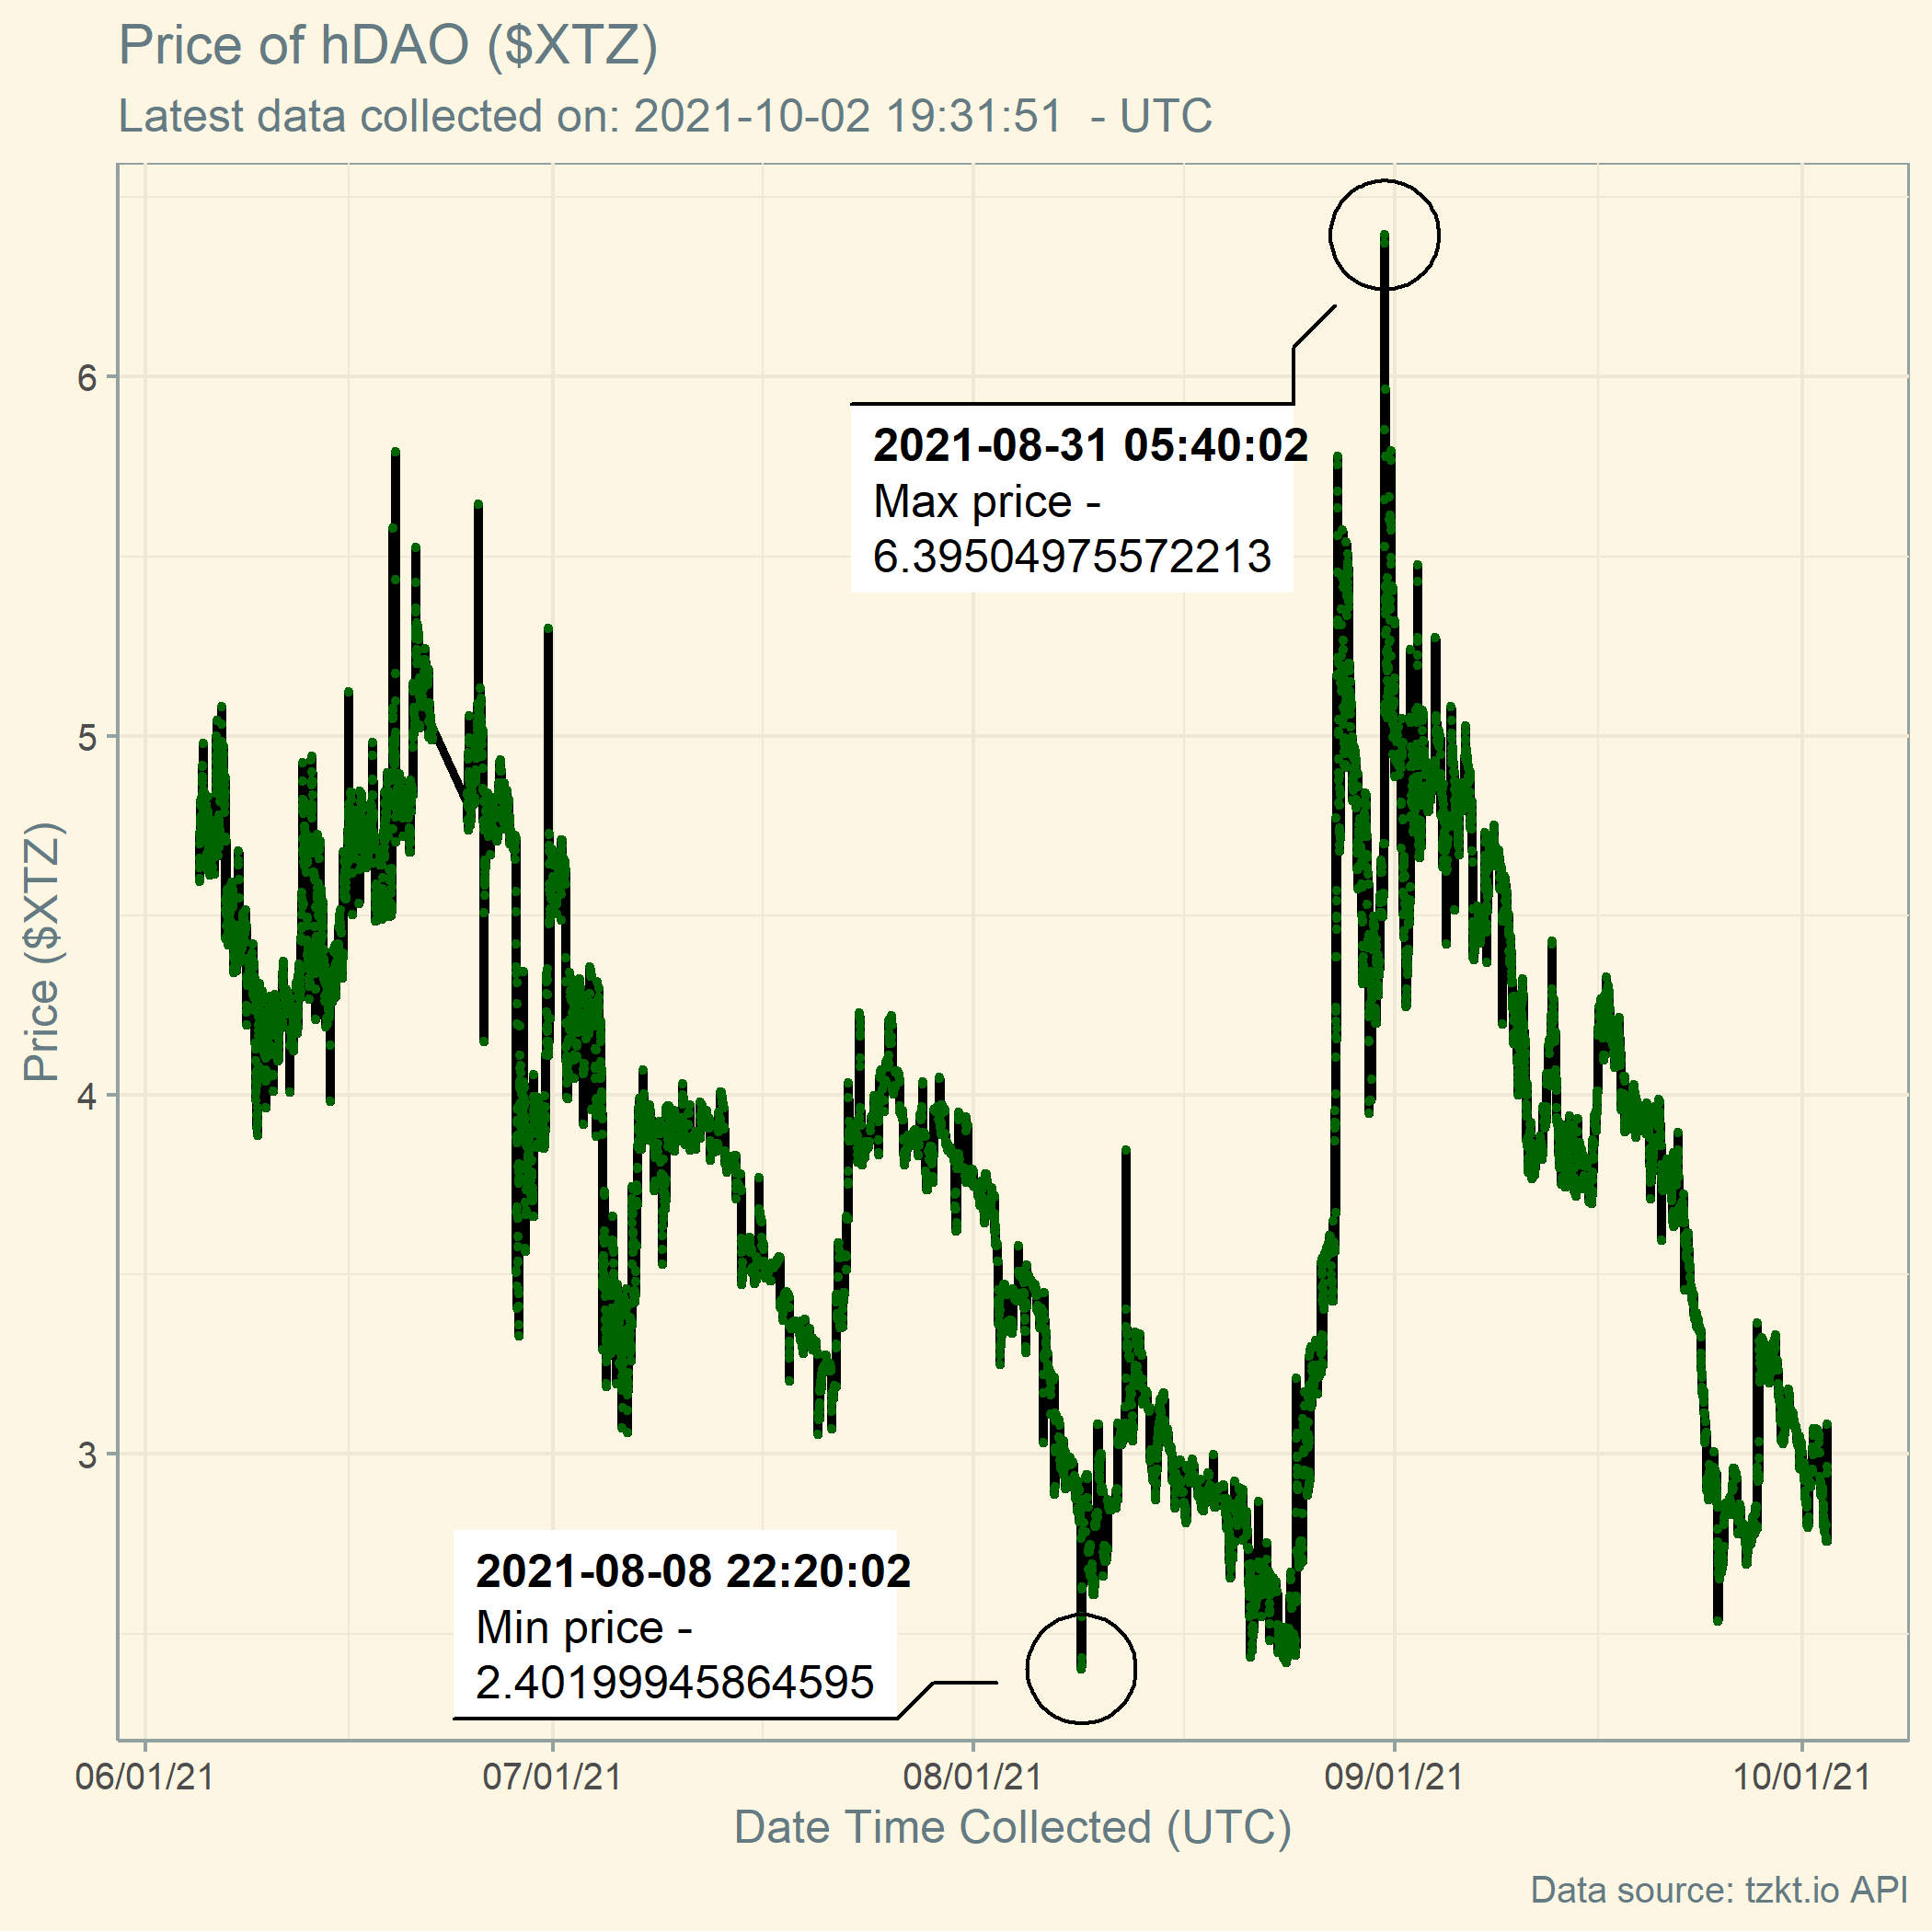 Price of hDAO ($XTZ)
Latest data collected on: 2021-10-02 19:31:51  - UTC
Price ($XTZ)
6
5
4
3
2021-08-31 05:40:02
Max price -
6.39504975572213
2021-08-08 22:20:02
Min price -
2.40199945864595
06/01/21
07/01/21
08/01/21
09/01/21
10/01/21
Date Time Collected (UTC)
Data source: tzkt.io API